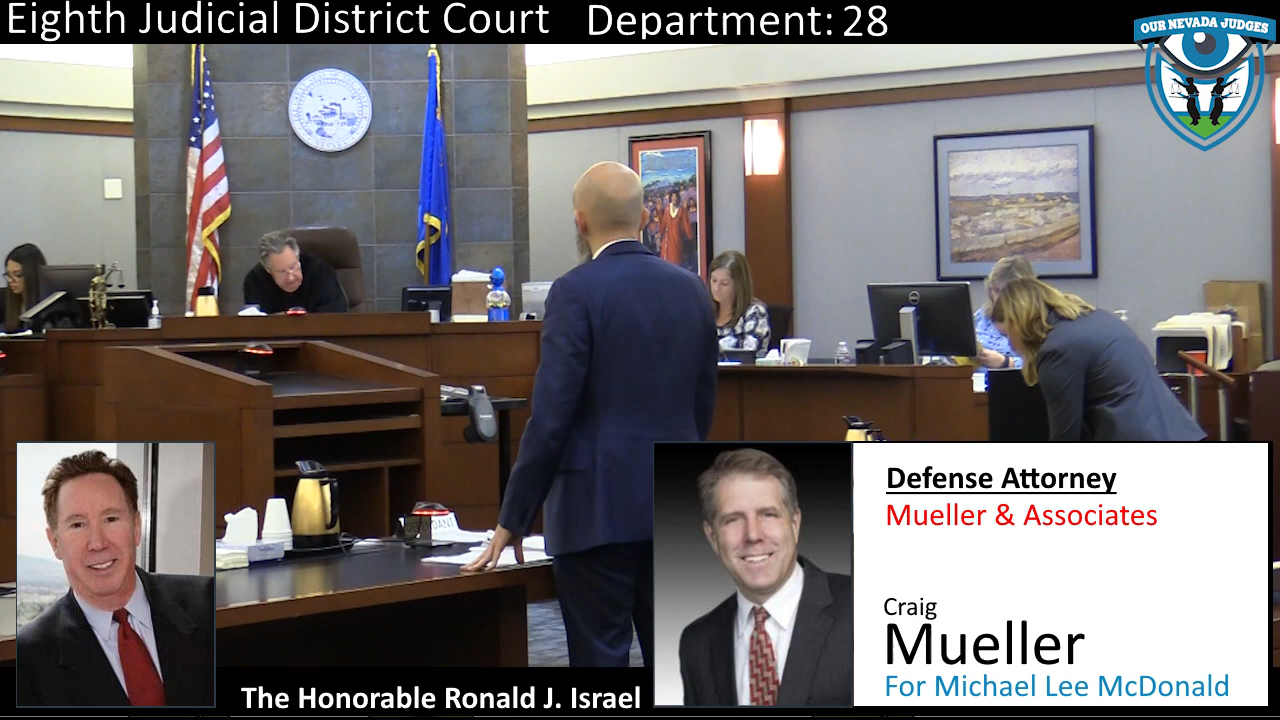 Eighth Judicial District Court Department: 28
OUR NEVADA JUDGES
DEFENDANT
Defense Attorney
Mueller & Associates
Craig
Mueller
For Michael Lee McDonald
The Honorable Ronald J. Israel